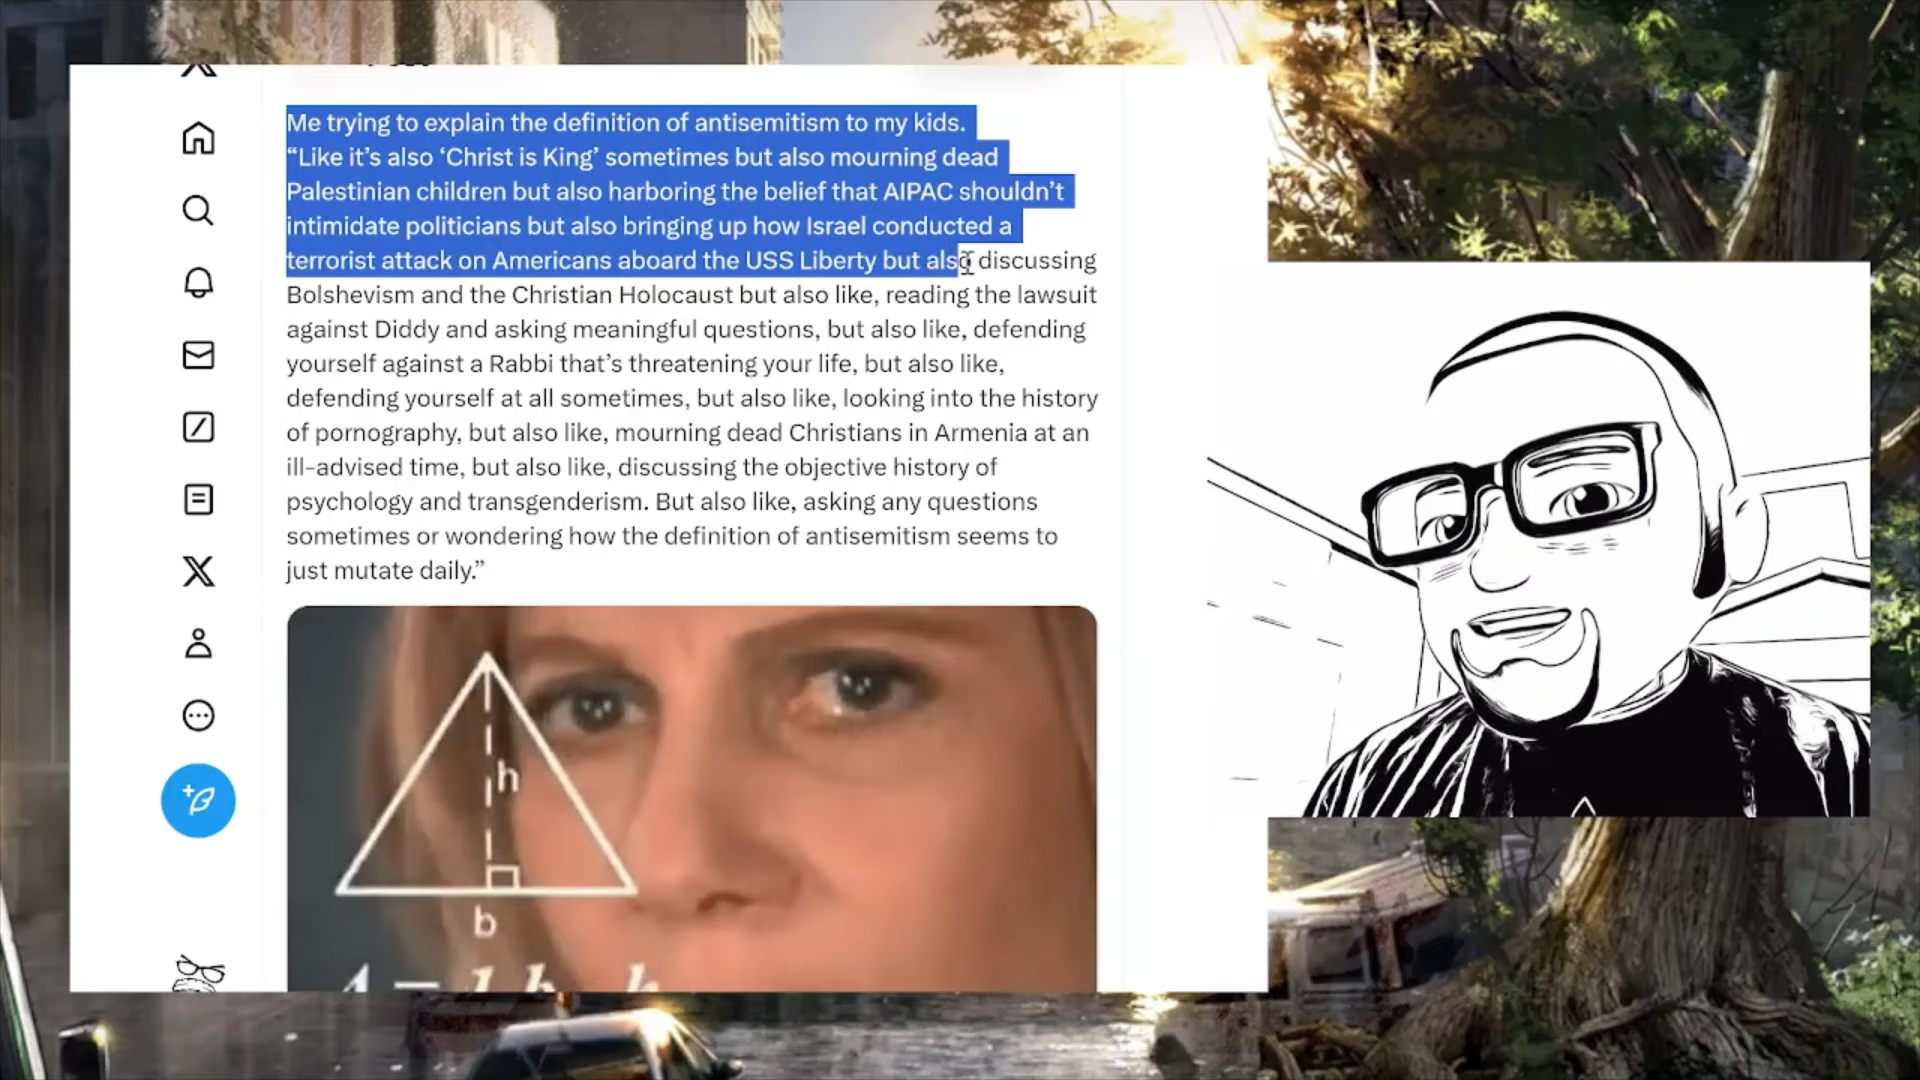 Me trying to explain the definition of antisemitism to my kids.
“Like it’s also ‘Christ is King’ sometimes but also mourning dead
Palestinian children but also harboring the belief that AIPAC shouldn’t
intimidate politicians but also bringing up how Israel conducted a
terrorist attack on Americans aboard the USS Liberty but also discussing
Bolshevism and the Christian Holocaust but also like, reading the lawsuit
against Diddy and asking meaningful questions, but also like, defending
yourself against a Rabbi that’s threatening your life, but also like,
defending yourself at all sometimes, but also like, looking into the history
of pornography, but also like, mourning dead Christians in Armenia at an
ill-advised time, but also like, discussing the objective history of
psychology and transgenderism. But also like, asking any questions
sometimes or wondering how the definition of antisemitism seems to
just mutate daily.”
h
b